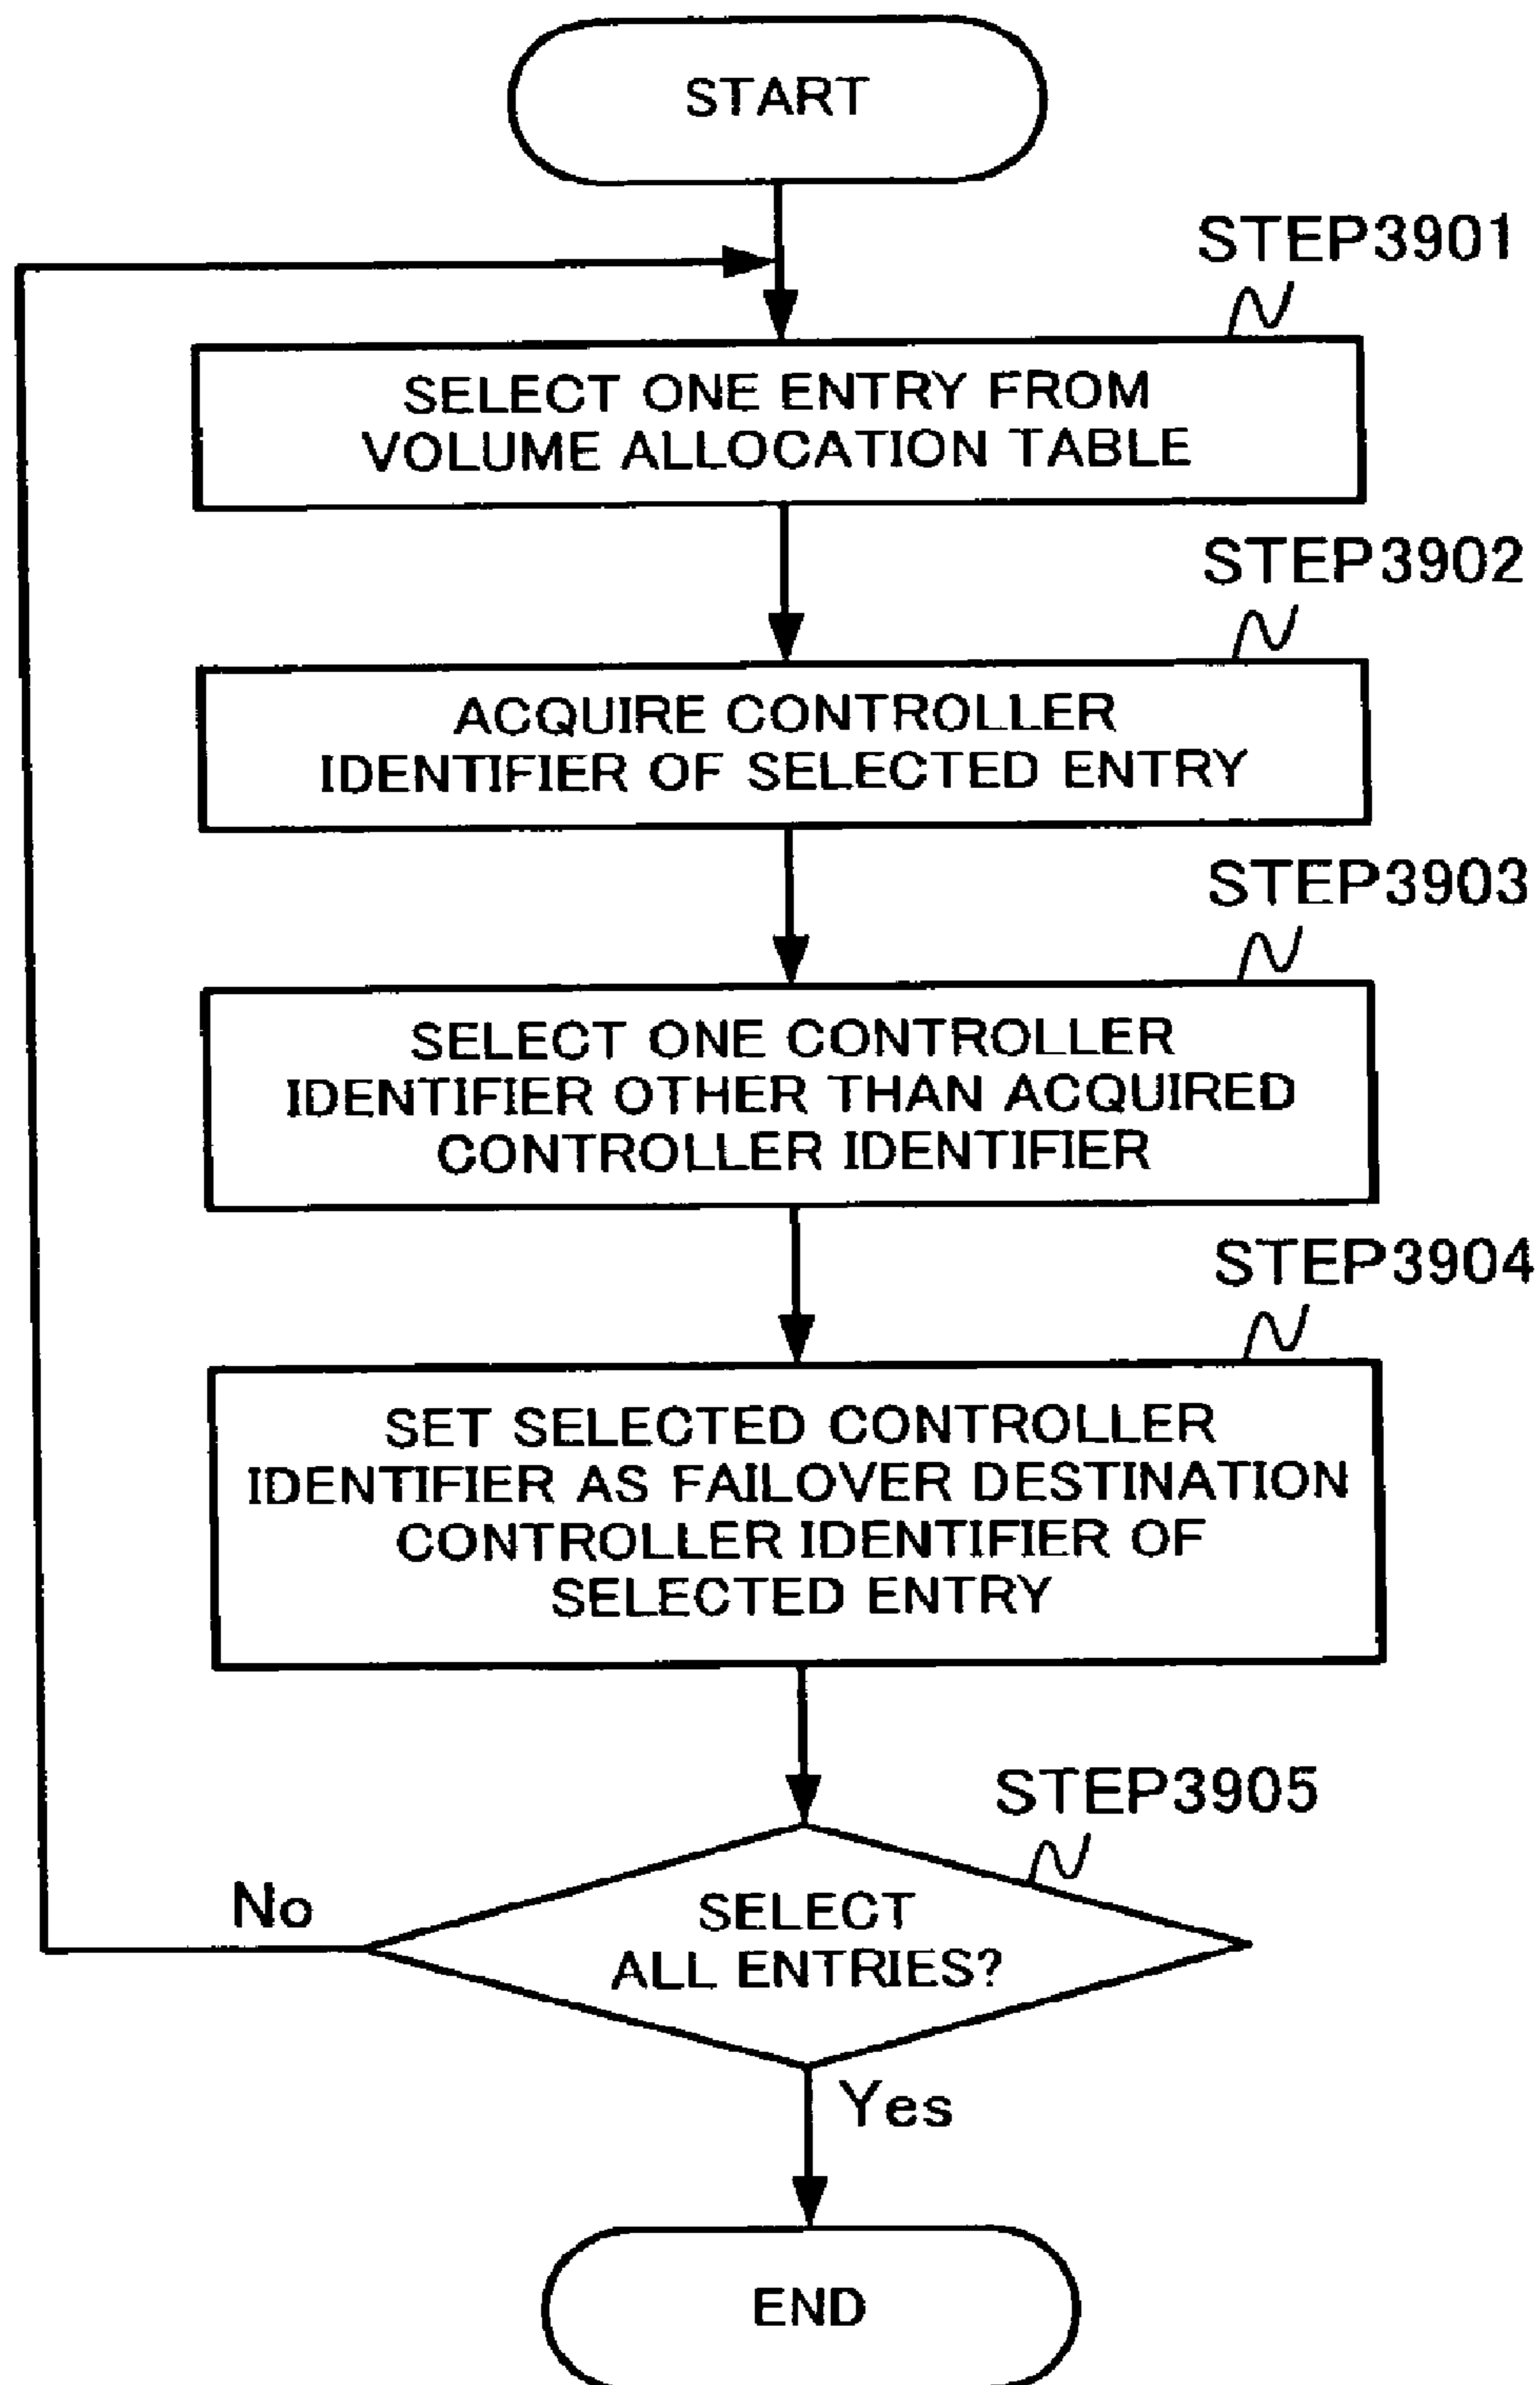 START
STEP3901
SELECT ONE ENTRY FROM
VOLUME ALLOCATION TABLE
STEP3902
ACQUIRE CONTROLLER
IDENTIFIER OF SELECTED ENTRY
STEP3903
SELECT ONE CONTROLLER
IDENTIFIER OTHER THAN ACQUIRED
CONTROLLER IDENTIFIER
STEP3904
SET SELECTED CONTROLLER
IDENTIFIER AS FAILOVER DESTINATION
CONTROLLER IDENTIFIER OF
SELECTED ENTRY
STEP3905
No
SELECT
ALL ENTRIES?
Yes
END